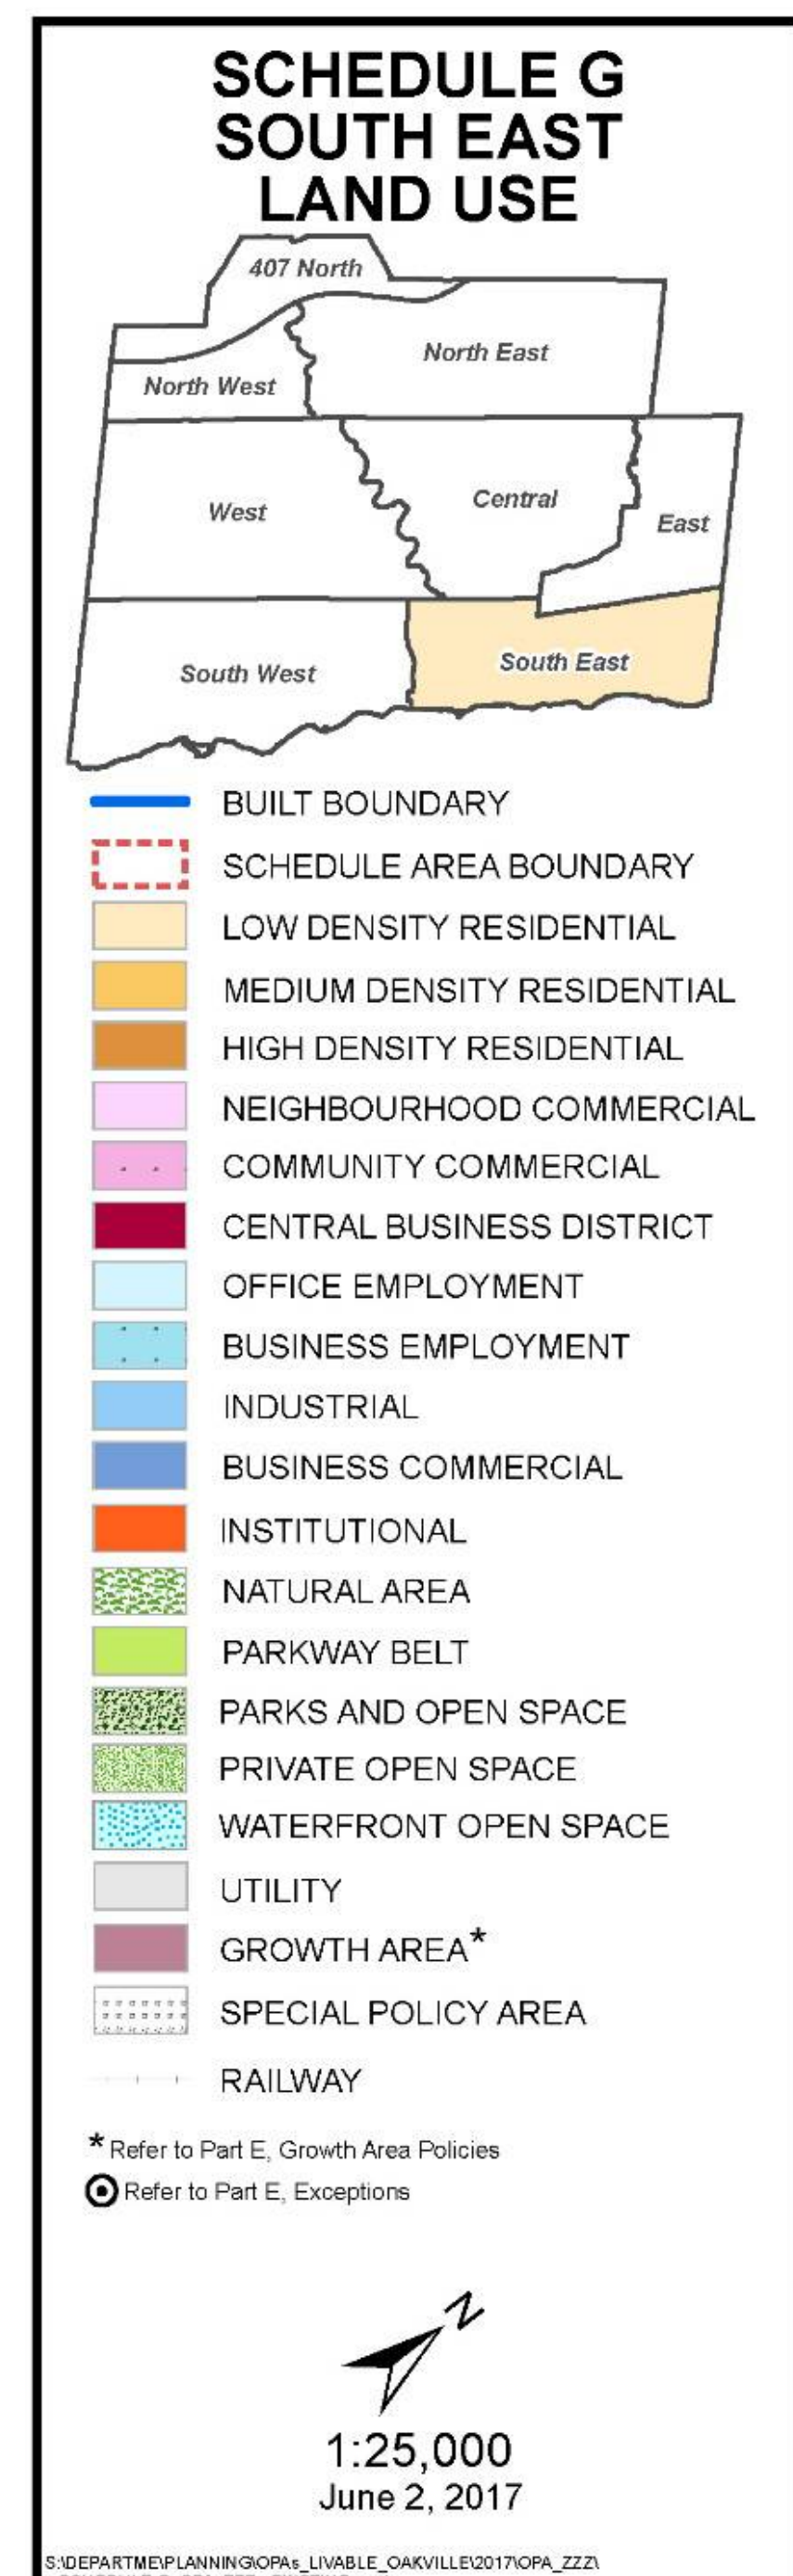 SCHEDULE G
SOUTH EAST
LAND USE
407 North
North East
North West
West
Central
East
South West
South East
BUILT BOUNDARY
SCHEDULE AREA BOUNDARY
LOW DENSITY RESIDENTIAL
MEDIUM DENSITY RESIDENTIAL
HIGH DENSITY RESIDENTIAL
NEIGHBOURHOOD COMMERCIAL
COMMUNITY COMMERCIAL
CENTRAL BUSINESS DISTRICT
OFFICE EMPLOYMENT
BUSINESS EMPLOYMENT
INDUSTRIAL
BUSINESS COMMERCIAL
INSTITUTIONAL
NATURAL AREA
PARKWAY BELT
PARKS AND OPEN SPACE
PRIVATE OPEN SPACE
WATERFRONT OPEN SPACE
UTILITY
GROWTH AREA*
SPECIAL POLICY AREA
RAILWAY
* Refer to Part E, Growth Area Policies
Refer to Part E, Exceptions
N
1:25,000
June 2, 2017
S:\DEPARTME\PLANNING\OPAs_LIVABLE_OAKVILLE\2017\OPA_ZZZ\